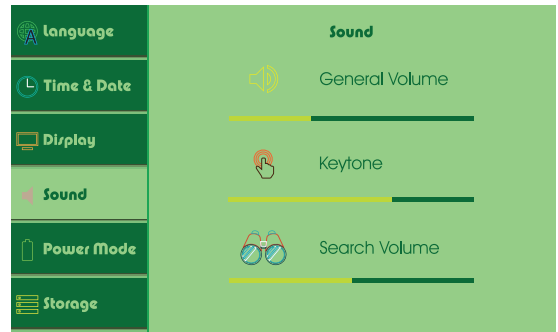 Language
Time & Date
Display
Sound
Power Mode
Storage
Sound
General Volume
Keytone
Search Volume